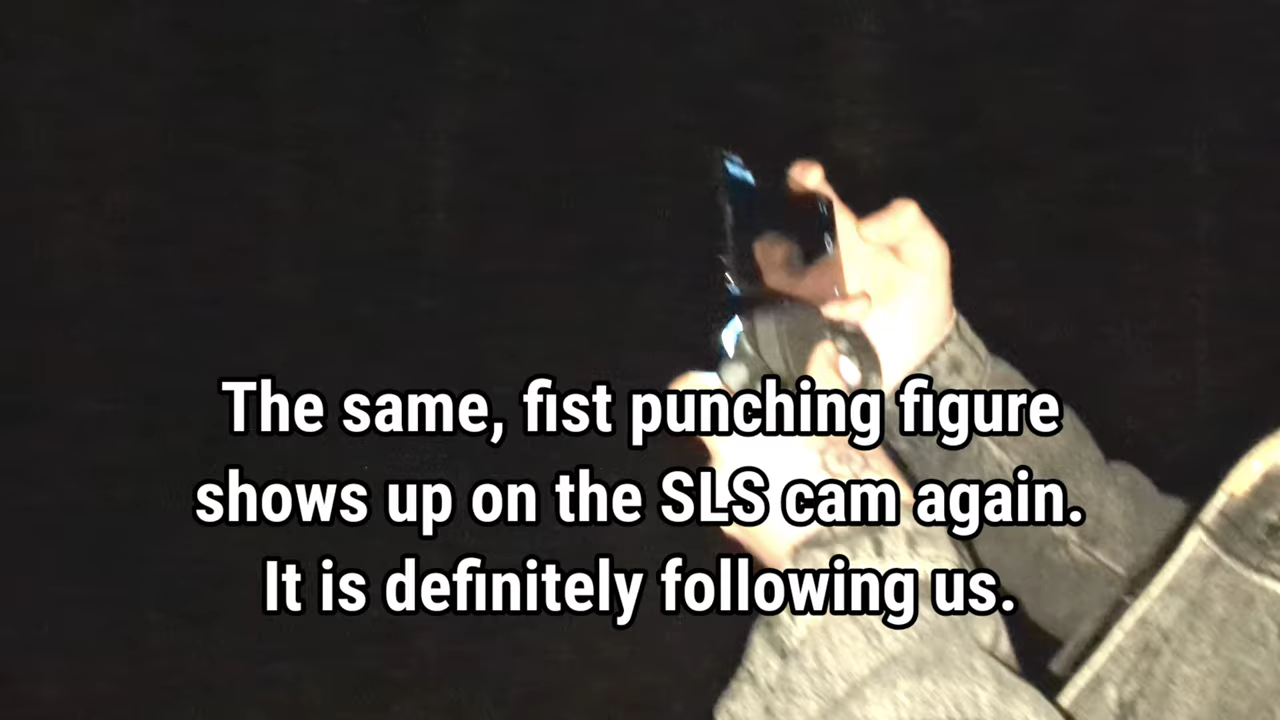 The same, fist punching figure
shows up on the SLS cam again.
It is definitely following us.